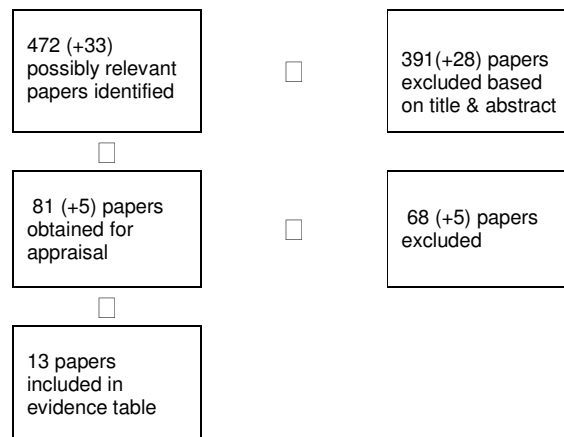 472 (+33)
possibly relevant
papers identified
391(+28) papers
excluded based
on title & abstract
81 (+5) papers
obtained for
appraisal
68 (+5) papers
excluded
13 papers
included in
evidence table